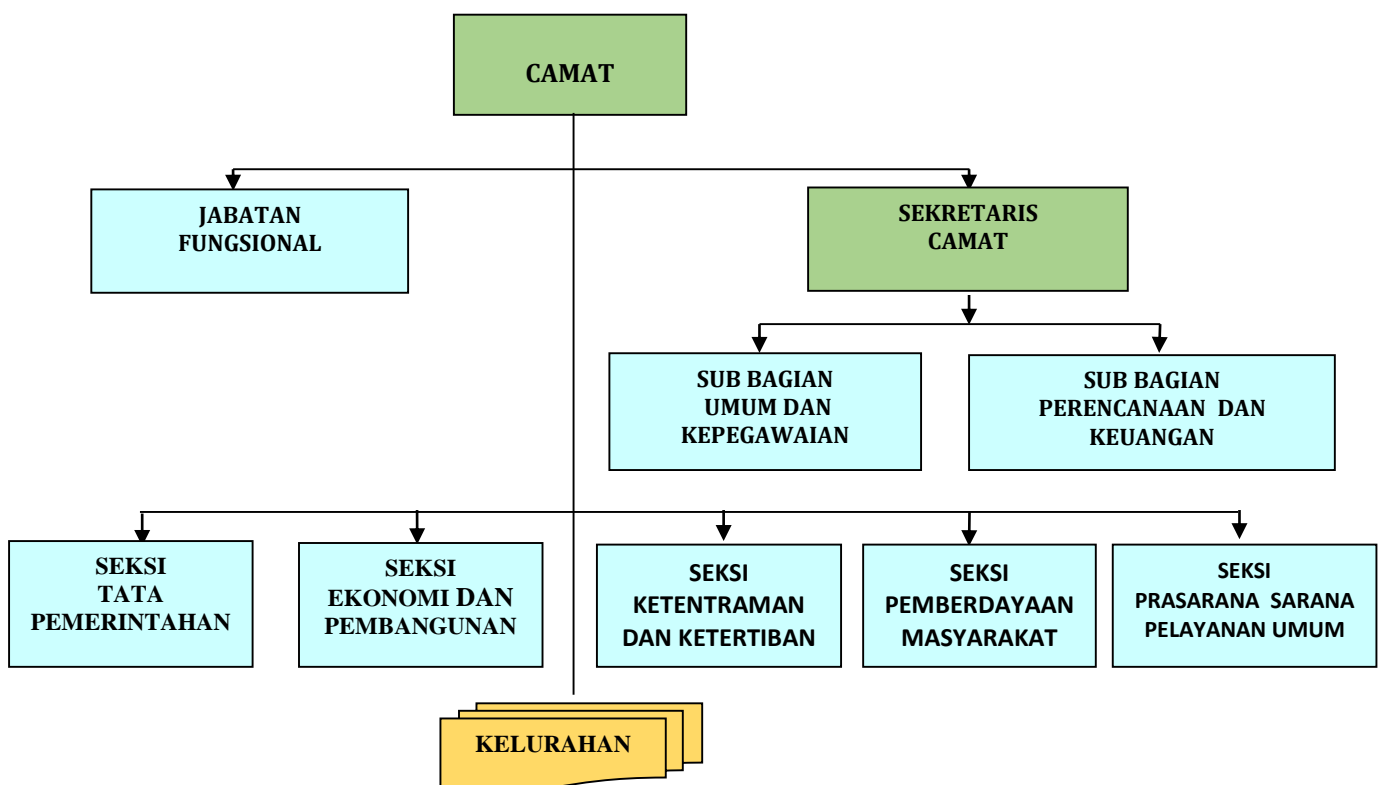 CAMAT
JABATAN
FUNGSIONAL
SEKRETARIS
CAMAT
SUB BAGIAN
UMUM DAN
KEPEGAWAIAN
SUB BAGIAN
PERENCANAAN DAN
KEUANGAN
SEKSI
TATA
PEMERINTAHAN
SEKSI
EKONOMI DAN
PEMBANGUNAN
SEKSI
KETENTRAMAN
DAN KETERTIBAN
SEKSI
PEMBERDAYAAN
MASYARAKAT
SEKSI
PRASARANA SARANA
PELAYANAN UMUM
KELURAHAN